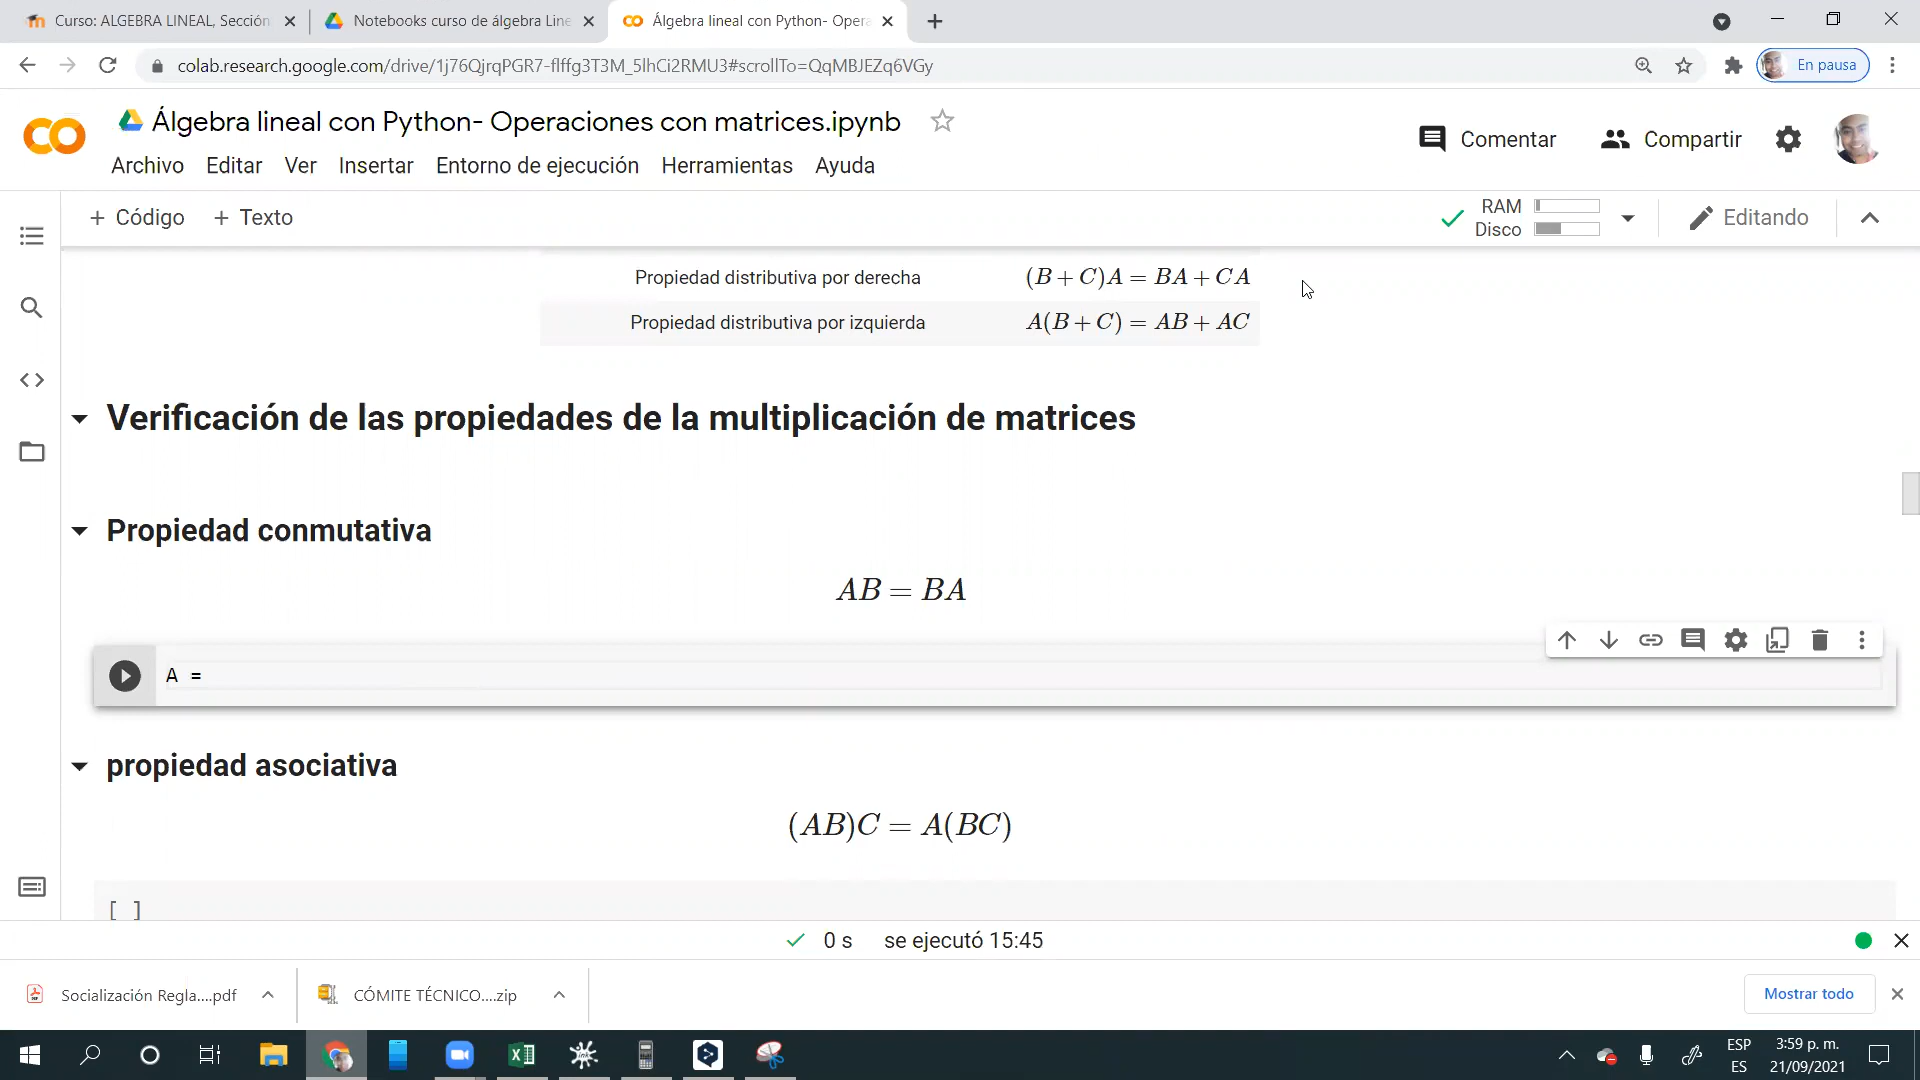 Curso: ALGEBRA LINEAL, Sección
Notebooks curso de álgebra Line
Álgebra lineal con Python- Opera
colab.research.google.com/drive/1j76QjrqPGR7-flffg3T3M_5lhCi2RMU3#scrollTo=QqMBJEZq6VGy
En pausa
Álgebra lineal con Python- Operaciones con matrices.ipynb
Comentar
Compartir
Archivo Editar Ver Insertar Entorno de ejecución Herramientas Ayuda
+ Código + Texto
RAM
Disco
Editando
Propiedad distributiva por derecha (B + C)A = BA + CA
Propiedad distributiva por izquierda A(B + C) = AB + AC
Verificación de las propiedades de la multiplicación de matrices
Propiedad conmutativa
AB = BA
A =
propiedad asociativa
(AB)C = A(BC)
[ ]
0 s se ejecutó 15:45
Socialización Regla....pdf
CÓMITE TÉCNICO....zip
Mostrar todo
ESP
ES
3:59 p. m.
21/09/2021